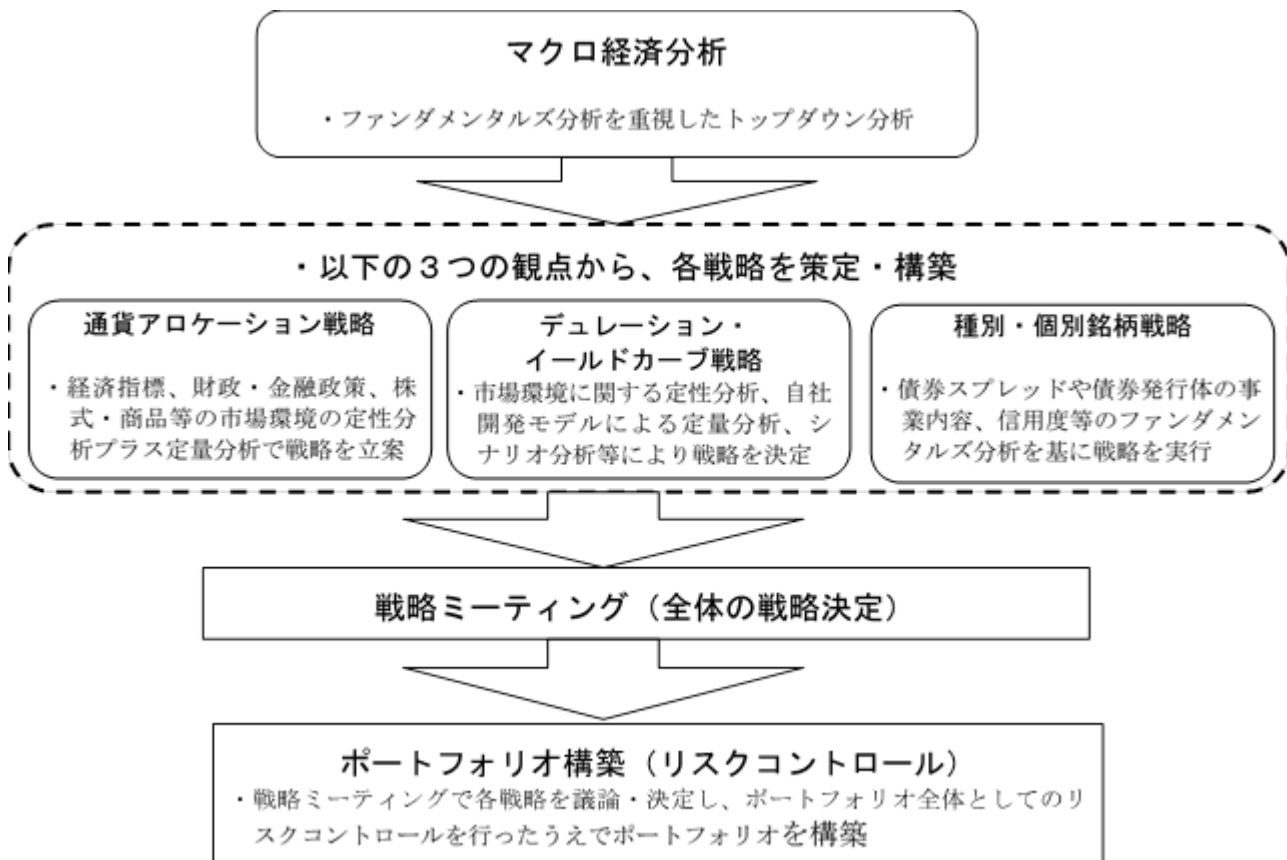 マクロ経済分析
・ファンダメンタルズ分析を重視したトップダウン分析
・以下の３つの観点から、各戦略を策定・構築
通貨アロケーション戦略
・経済指標、財政・金融政策、株
式・商品等の市場環境の定性分
析プラス定量分析で戦略を立案
デュレーション・
イールドカーブ戦略
・市場環境に関する定性分析、自社
開発モデルによる定量分析、シ
ナリオ分析等により戦略を決定
種別・個別銘柄戦略
・債券スプレッドや債券発行体の事
業内容、信用度等のファンダメン
タルズ分析を基に戦略を実行
戦略ミーティング（全体の戦略決定）
ポートフォリオ構築（リスクコントロール）
・戦略ミーティングで各戦略を議論・決定し、ポートフォリオ全体としてのリ
スクコントロールを行ったうえでポートフォリオを構築